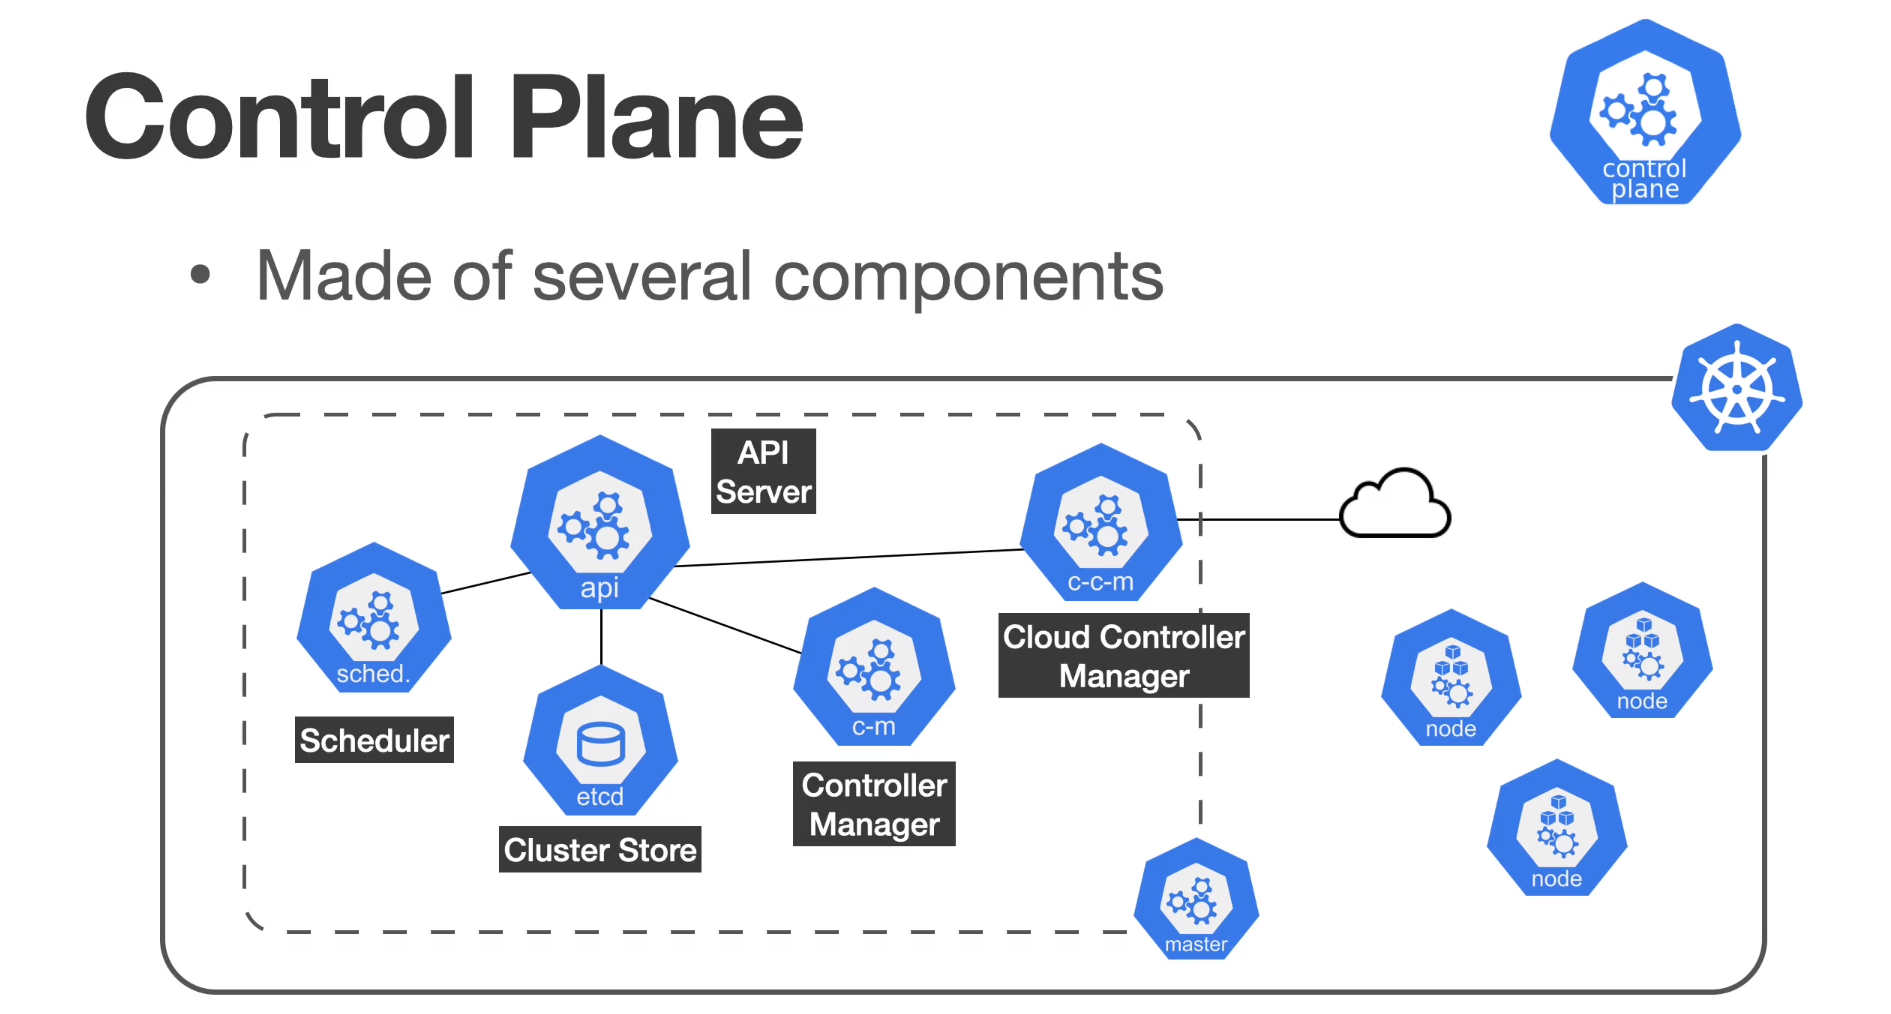 Control Plane
control
plane
• Made of several components
API
Server
api
c-c-m
Cloud Controller
Manager
sched.
Scheduler
etcd
Cluster Store
c-m
Controller
Manager
master
node
node
node